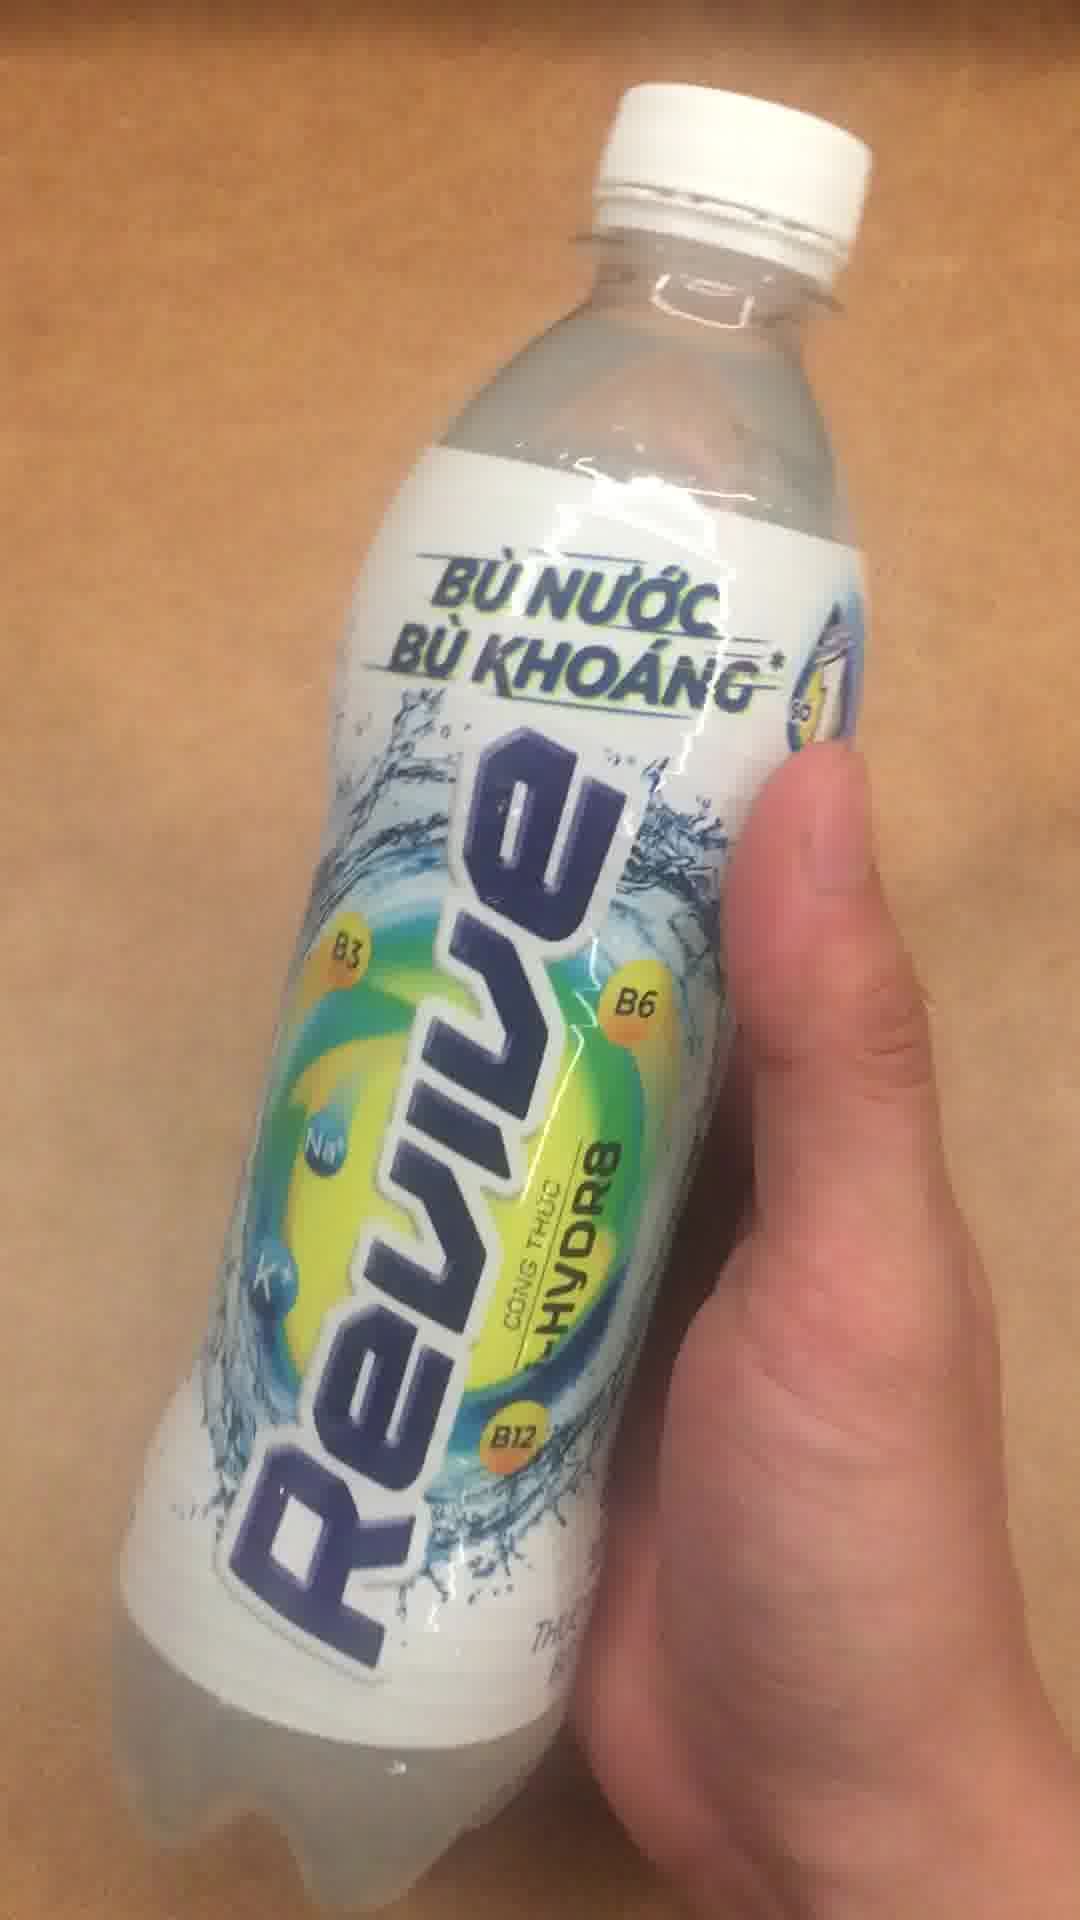 BÙ NƯỚC
BÙ KHOÁNG*
Revive
B3
B6
Na+
K+
CÔNG THỨC
-HYDR8
B12